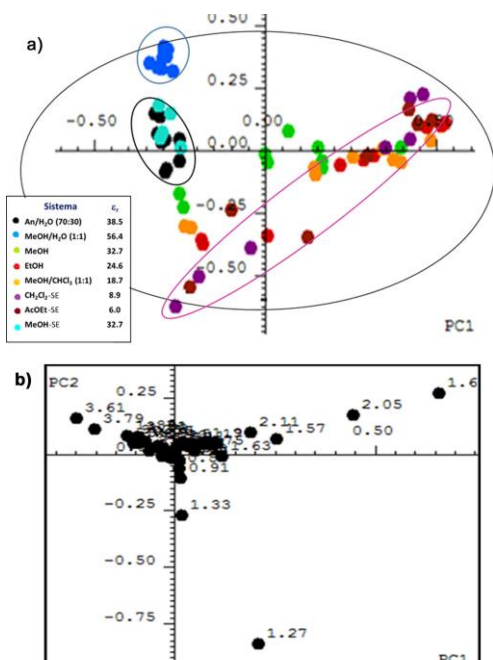 a)
0.50
0.25
-0.50
0.00
-0.25
-0.50
PC1
Sistema εr
An/H2O (70:30) 38.5
MeOH/H2O (1:1) 56.4
MeOH 32.7
EtOH 24.6
MeOH/CHCl3 (1:1) 18.7
CH2Cl2-SE 8.9
AcOEt-SE 6.0
MeOH-SE 32.7
b)
PC2
0.25
3.61
3.79
2.11
1.57
2.05
1.6
0.50
1.63
0.91
-0.25
1.33
-0.50
-0.75
1.27
PC1